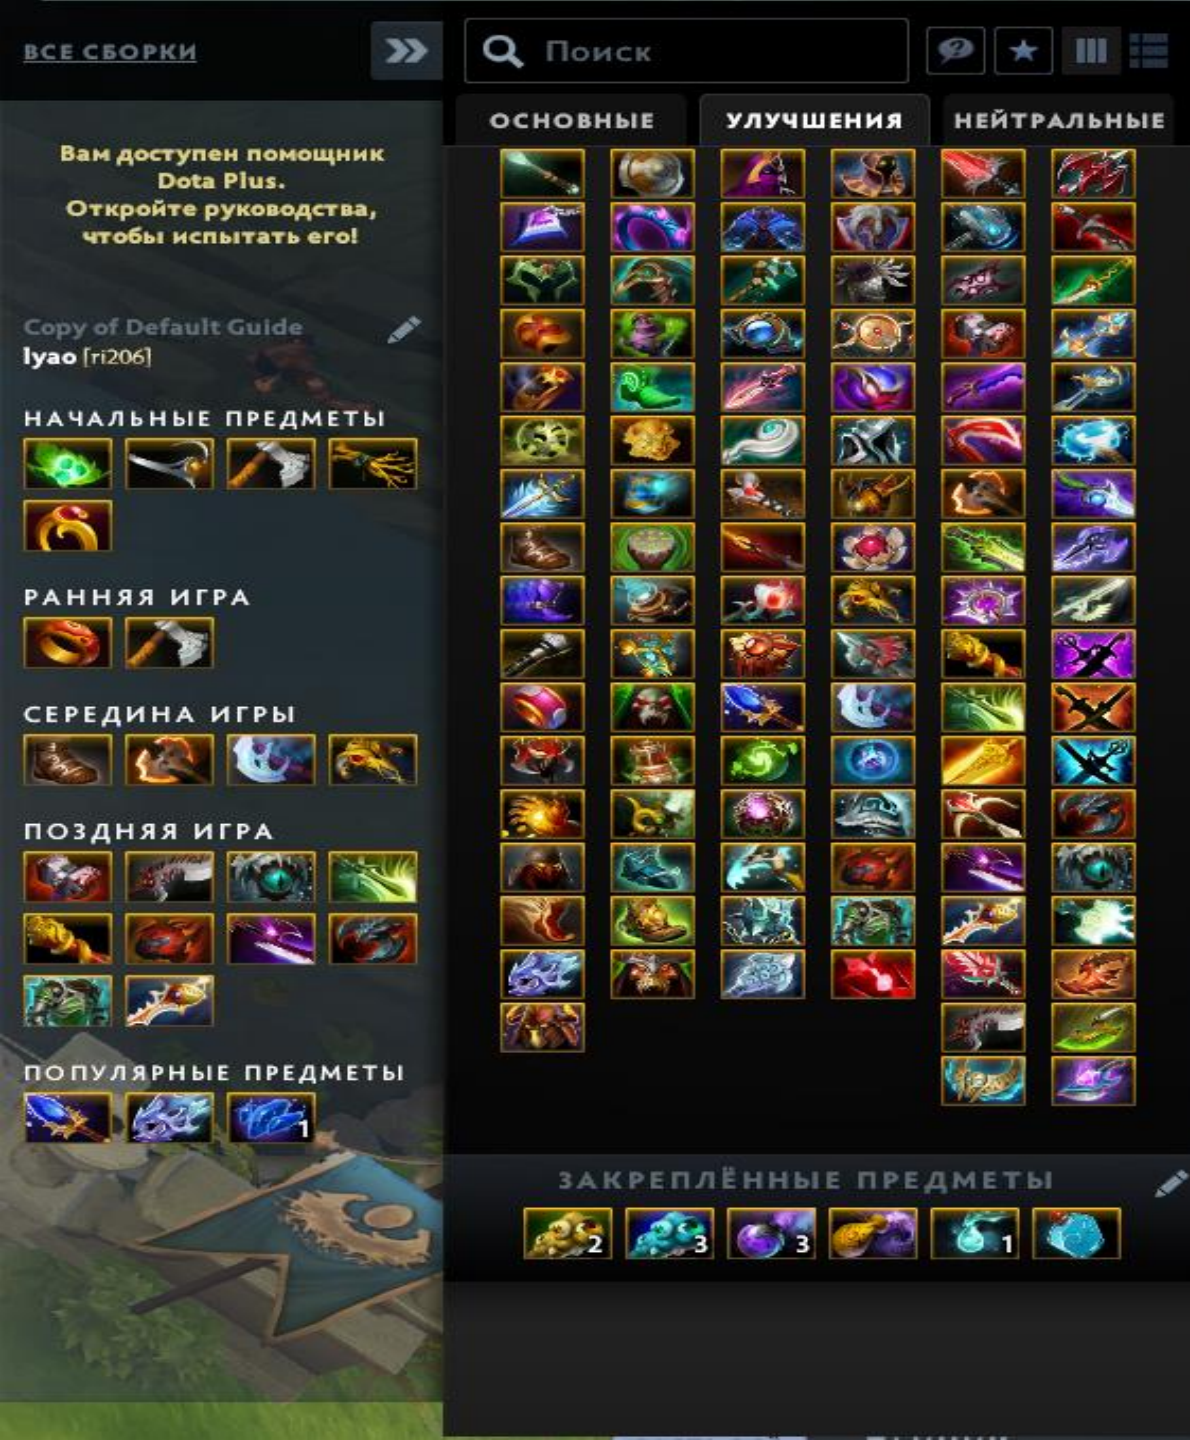 ВСЕ СБОРКИ
Поиск
ОСНОВНЫЕ
УЛУЧШЕНИЯ
НЕЙТРАЛЬНЫЕ
Вам доступен помощник
Dota Plus.
Откройте руководства,
чтобы испытать его!
Copy of Default Guide
lyao [ri206]
НАЧАЛЬНЫЕ ПРЕДМЕТЫ
РАННЯЯ ИГРА
СЕРЕДИНА ИГРЫ
ПОЗДНЯЯ ИГРА
ПОПУЛЯРНЫЕ ПРЕДМЕТЫ
1
ЗАКРЕПЛЁННЫЕ ПРЕДМЕТЫ
2 3 3 1